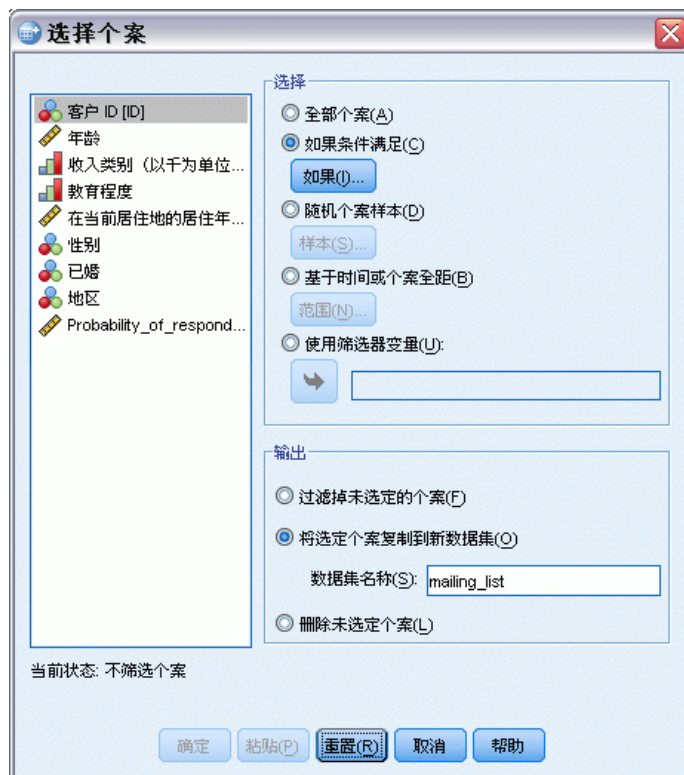 选择个案
客户 ID [ID]
年龄
收入类别（以千为单位...
教育程度
在当前居住地的居住年...
性别
已婚
地区
Probability_of_respond...
选择
全部个案(A)
如果条件满足(C)
如果(I)...
随机个案样本(D)
样本(S)...
基于时间或个案全距(B)
范围(N)...
使用筛选器变量(U):
输出
过滤掉未选定的个案(F)
将选定个案复制到新数据集(O)
数据集名称(S): mailing_list
删除未选定个案(L)
当前状态: 不筛选个案
确定 粘贴(P) 重置(R) 取消 帮助